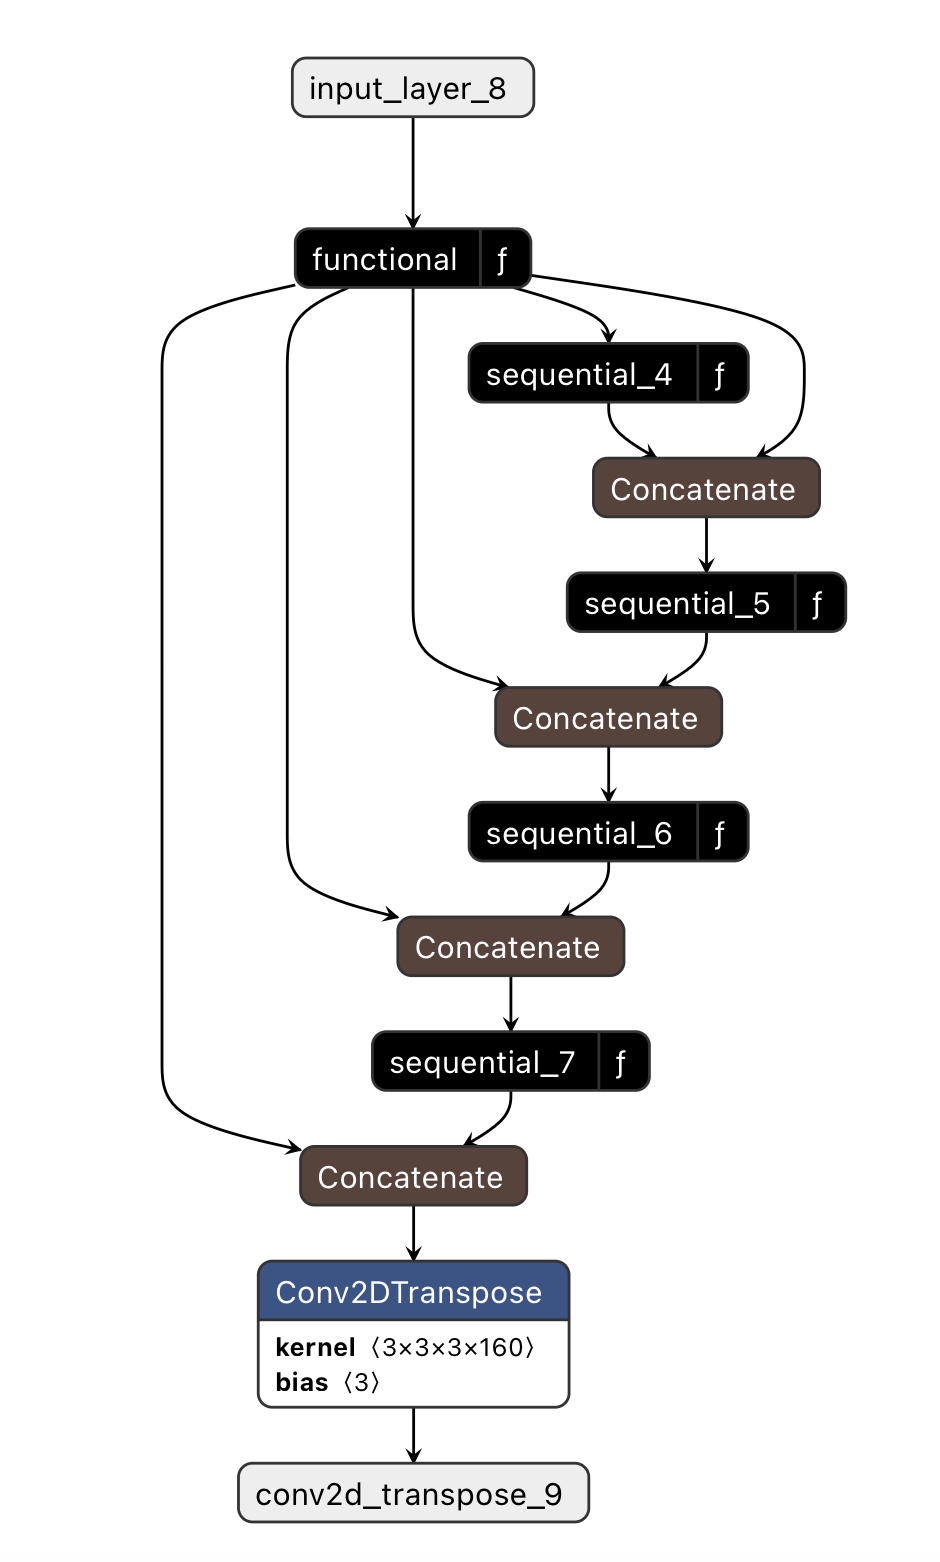 input_layer_8
functional ƒ
sequential_4 ƒ
Concatenate
sequential_5 ƒ
Concatenate
sequential_6 ƒ
Concatenate
sequential_7 ƒ
Concatenate
Conv2DTranspose
kernel ⟨3×3×3×160⟩
bias ⟨3⟩
conv2d_transpose_9